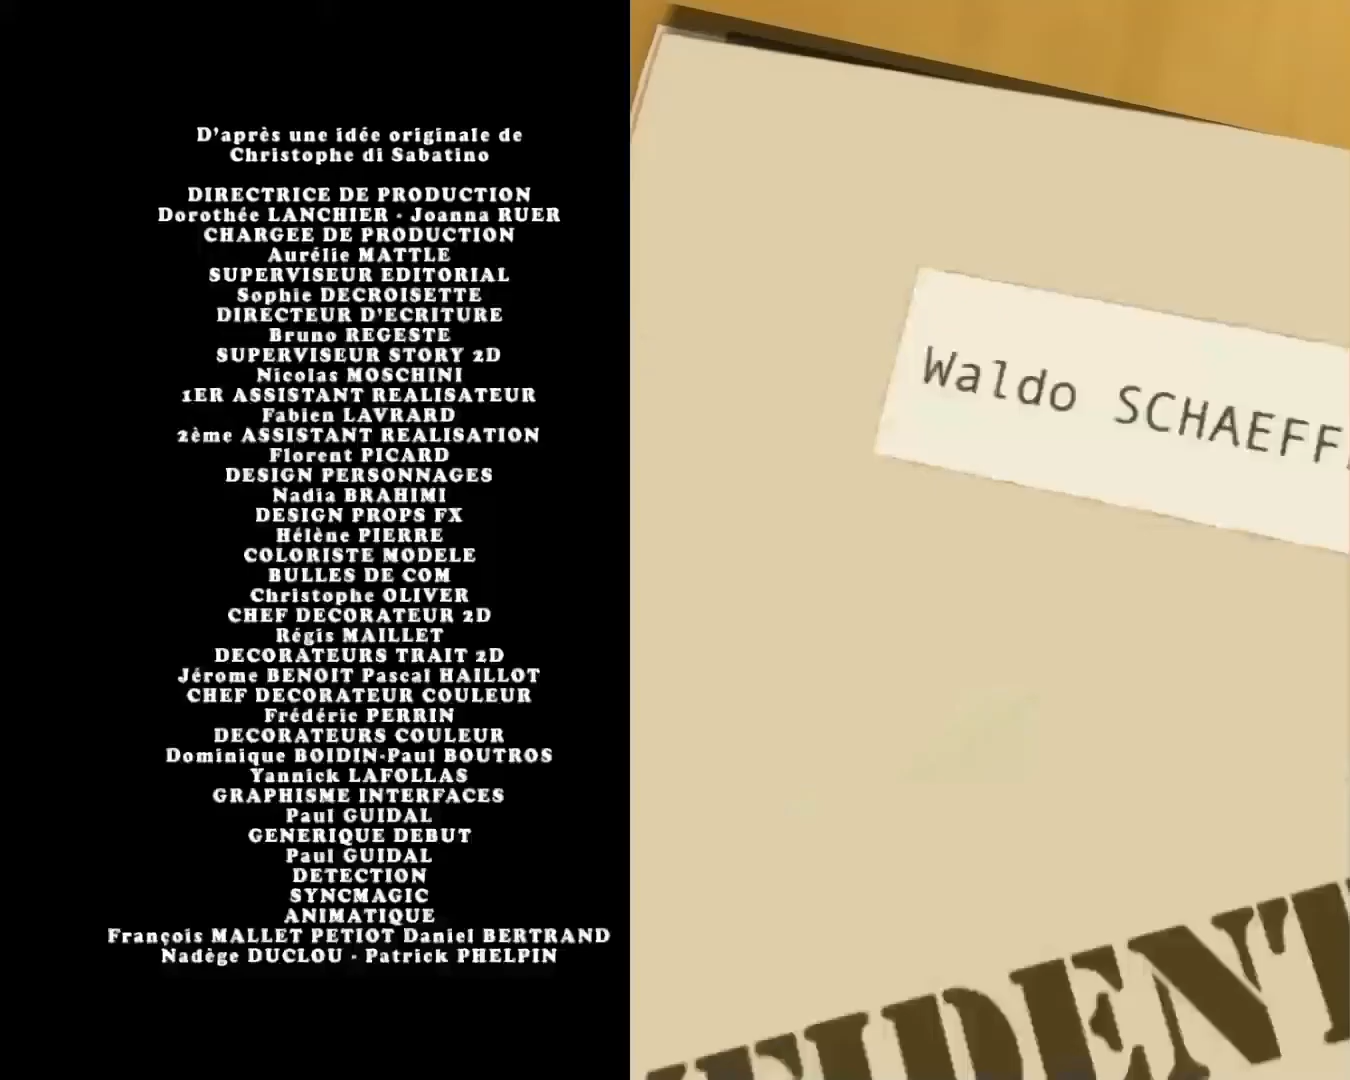 D'après une idée originale de
Christophe di Sabatino
DIRECTRICE DE PRODUCTION
Dorothée LANCHIER - Joanna RUER
CHARGEE DE PRODUCTION
Aurélie MATTLE
SUPERVISEUR EDITORIAL
Sophie DECROISETTE
DIRECTEUR D'ECRITURE
Bruno REGESTE
SUPERVISEUR STORY 2D
Nicolas MOSCHINI
1ER ASSISTANT REALISATEUR
Fabien LAVRARD
2ème ASSISTANT REALISATION
Florent PICARD
DESIGN PERSONNAGES
Nadia BRAHIMI
DESIGN PROPS FX
Hélène PIERRE
COLORISTE MODELE
BULLES DE COM
Christophe OLIVER
CHEF DECORATEUR 2D
Régis MAILLET
DECORATEURS TRAIT 2D
Jérome BENOIT Pascal HAILLOT
CHEF DECORATEUR COULEUR
Frédéric PERRIN
DECORATEURS COULEUR
Dominique BOIDIN-Paul BOUTROS
Yannick LAFOLLAS
GRAPHISME INTERFACES
Paul GUIDAL
GENERIQUE DEBUT
Paul GUIDAL
DETECTION
SYNCMAGIC
ANIMATIQUE
François MALLET PETIOT Daniel BERTRAND
Nadège DUCLOU - Patrick PHELPIN
Waldo SCHAEFF
FIDENT